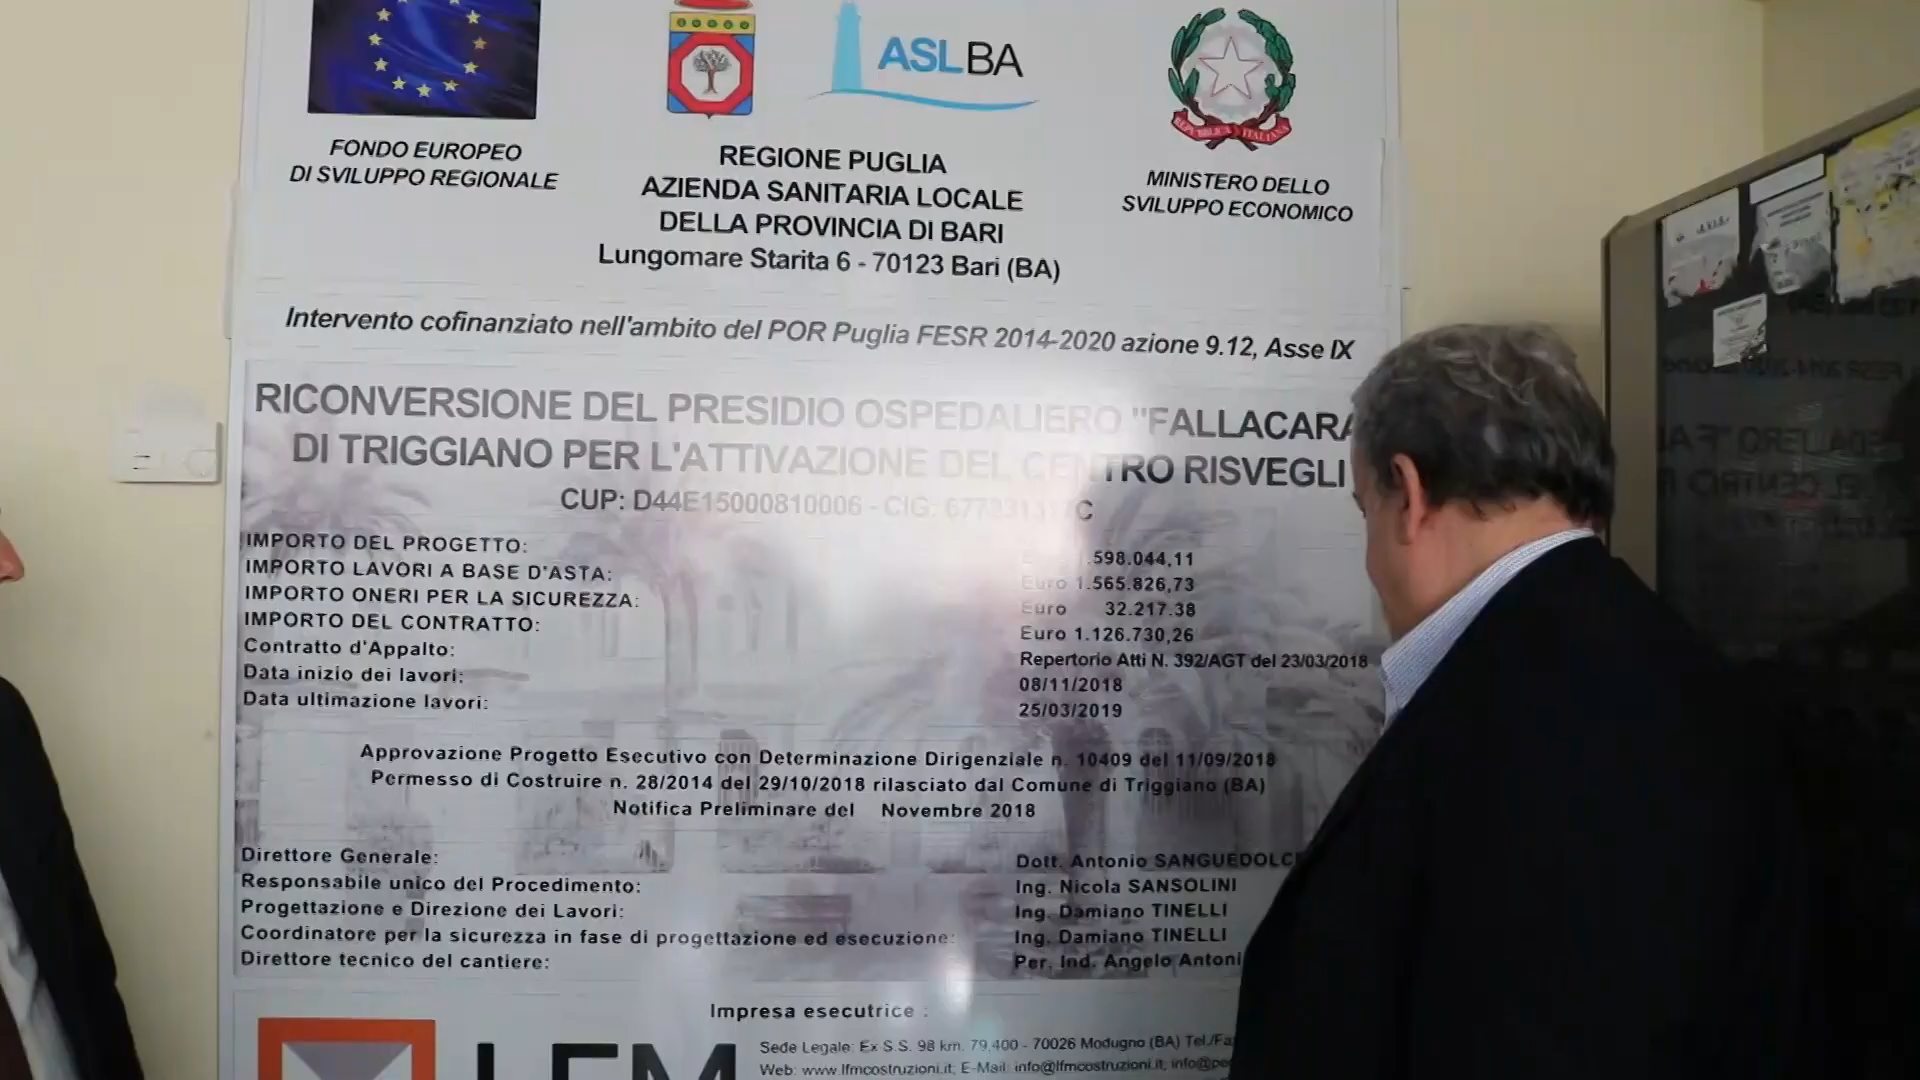 ASLBA
REPVBBLICA ITALIANA
FONDO EUROPEO
DI SVILUPPO REGIONALE
REGIONE PUGLIA
AZIENDA SANITARIA LOCALE
DELLA PROVINCIA DI BARI
Lungomare Starita 6 - 70123 Bari (BA)
MINISTERO DELLO
SVILUPPO ECONOMICO
Intervento cofinanziato nell'ambito del POR Puglia FESR 2014-2020 azione 9.12, Asse IX
RICONVERSIONE DEL PRESIDIO OSPEDALIERO "FALLACARA
DI TRIGGIANO PER L'ATTIVAZIONE DEL CENTRO RISVEGLI
CUP: D44E15000810006 - CIG:
IMPORTO DEL PROGETTO: 598.044,11
IMPORTO LAVORI A BASE D'ASTA: Euro 1.565.826,73
IMPORTO ONERI PER LA SICUREZZA: Euro 32.217.38
IMPORTO DEL CONTRATTO: Euro 1.126.730,26
Contratto d'Appalto: Repertorio Atti N. 392/AGT del 23/03/2018
Data inizio dei lavori: 08/11/2018
Data ultimazione lavori: 25/03/2019
Approvazione Progetto Esecutivo con Determinazione Dirigenziale n. 10409 del 11/09/2018
Permesso di Costruire n. 28/2014 del 29/10/2018 rilasciato dal Comune di Triggiano (BA)
Notifica Preliminare del Novembre 2018
Direttore Generale: Dott. Antonio SANGUEDOLC
Responsabile unico del Procedimento: Ing. Nicola SANSOLINI
Progettazione e Direzione dei Lavori: Ing. Damiano TINELLI
Coordinatore per la sicurezza in fase di progettazione ed esecuzione: Ing. Damiano TINELLI
Direttore tecnico del cantiere: Per. Ind. Angelo Antoni
Impresa esecutrice :
LFM
Sede Legale: Ex S.S. 98 km. 79,400 - 70026 Modugno (BA) Tel./Fa
Web: www.lfmcostruzioni.it; E-Mail: info@lfmcostruzioni.it; info@pe